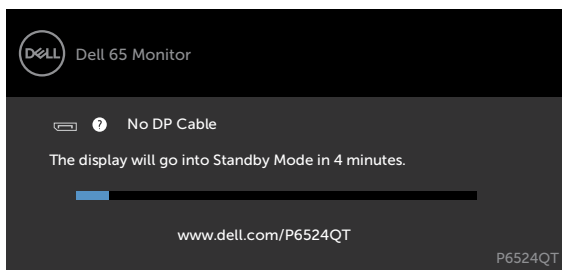 DELL Dell 65 Monitor
? No DP Cable
The display will go into Standby Mode in 4 minutes.
www.dell.com/P6524QT
P6524QT